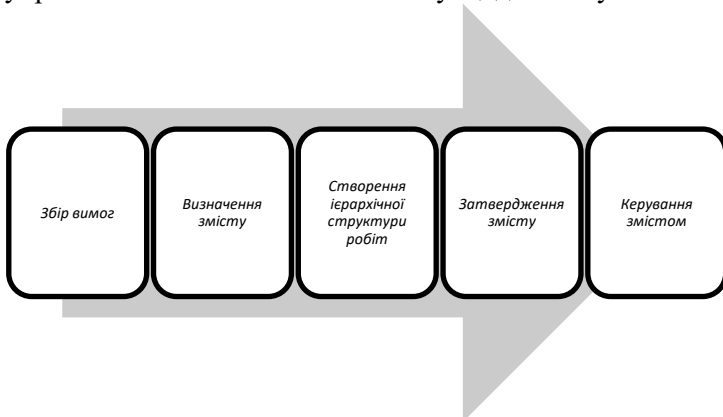 Збір вимог
Визначення
змісту
Створення
ієрархічної
структури
робіт
Затвердження
змісту
Керування
змістом